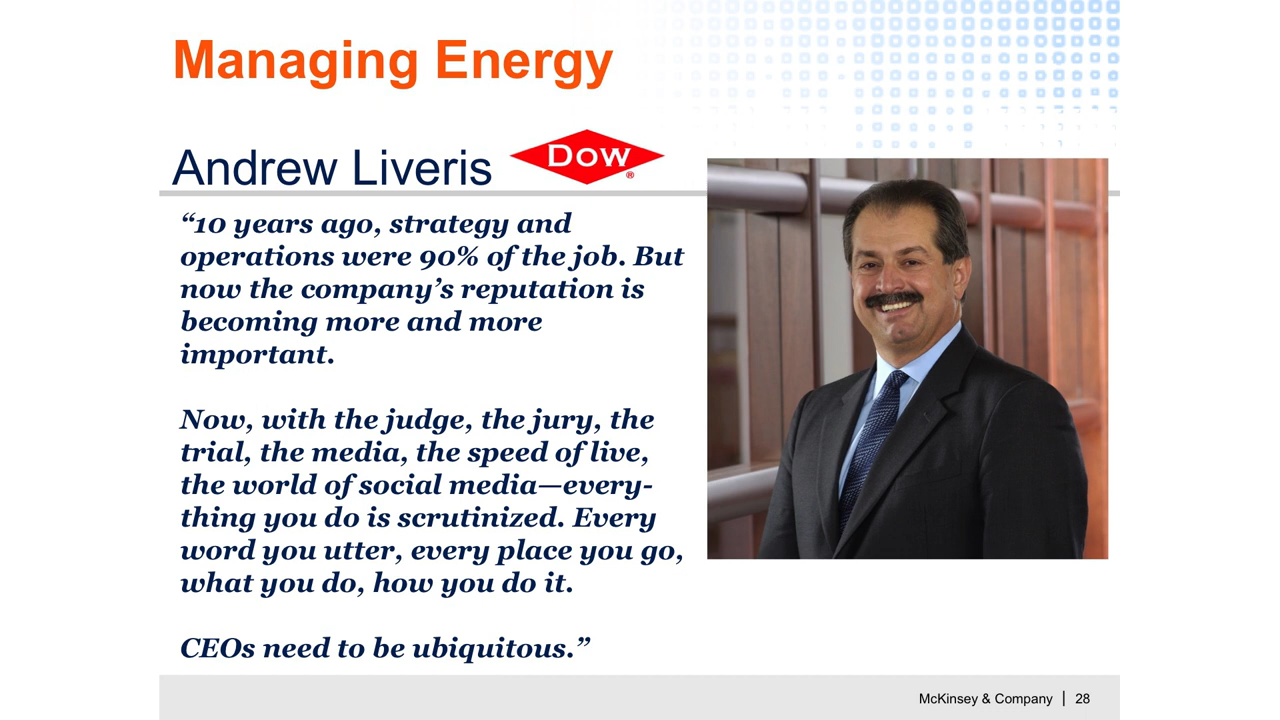 Managing Energy
Andrew Liveris
Dow®
“10 years ago, strategy and
operations were 90% of the job. But
now the company’s reputation is
becoming more and more
important.
Now, with the judge, the jury, the
trial, the media, the speed of live,
the world of social media—every-
thing you do is scrutinized. Every
word you utter, every place you go,
what you do, how you do it.
CEOs need to be ubiquitous.”
McKinsey & Company | 28